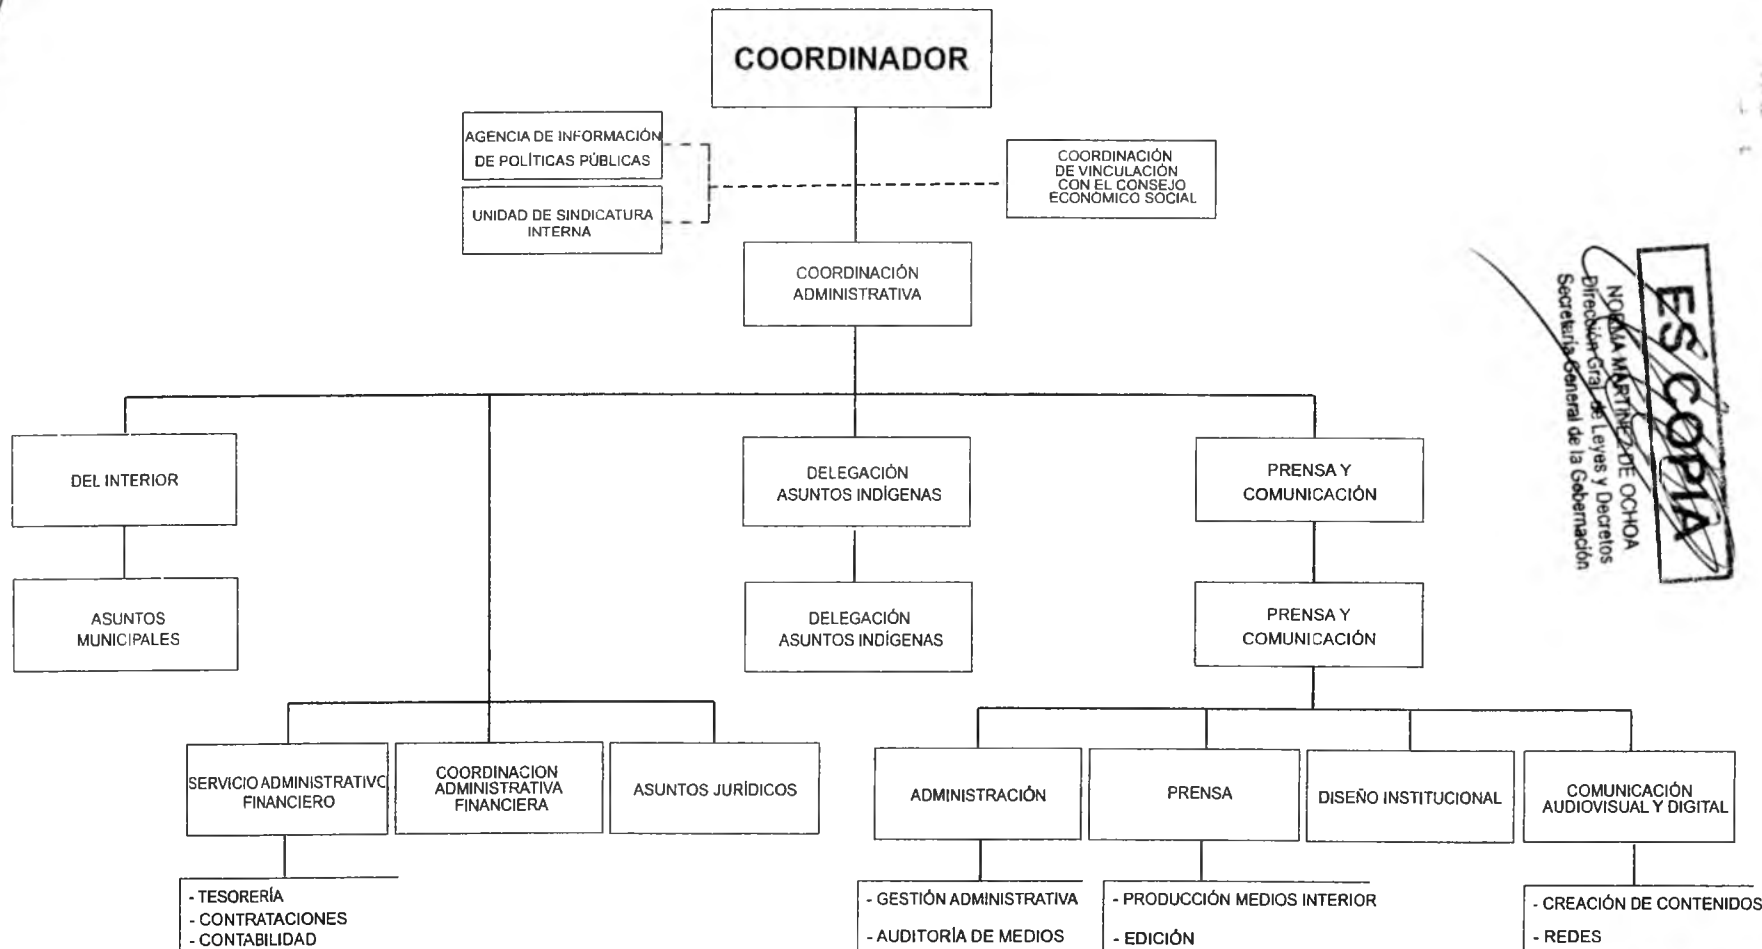 COORDINADOR
AGENCIA DE INFORMACIÓN
DE POLÍTICAS PÚBLICAS
COORDINACIÓN
DE VINCULACIÓN
CON EL CONSEJO
ECONÓMICO SOCIAL
UNIDAD DE SINDICATURA
INTERNA
COORDINACIÓN
ADMINISTRATIVA
ES COPIA
NORMA MARTINEZ DE OCHOA
Dirección Gral. de Leyes y Decretos
Secretaría General de la Gobernación
DEL INTERIOR
DELEGACIÓN
ASUNTOS INDÍGENAS
PRENSA Y
COMUNICACIÓN
ASUNTOS
MUNICIPALES
DELEGACIÓN
ASUNTOS INDÍGENAS
PRENSA Y
COMUNICACIÓN
SERVICIO ADMINISTRATIVO
FINANCIERO
COORDINACION
ADMINISTRATIVA
FINANCIERA
ASUNTOS JURÍDICOS
ADMINISTRACIÓN
PRENSA
DISEÑO INSTITUCIONAL
COMUNICACIÓN
AUDIOVISUAL Y DIGITAL
- TESORERÍA
- CONTRATACIONES
- CONTABILIDAD
- GESTIÓN ADMINISTRATIVA
- AUDITORÍA DE MEDIOS
- PRODUCCIÓN MEDIOS INTERIOR
- EDICIÓN
- CREACIÓN DE CONTENIDOS
- REDES